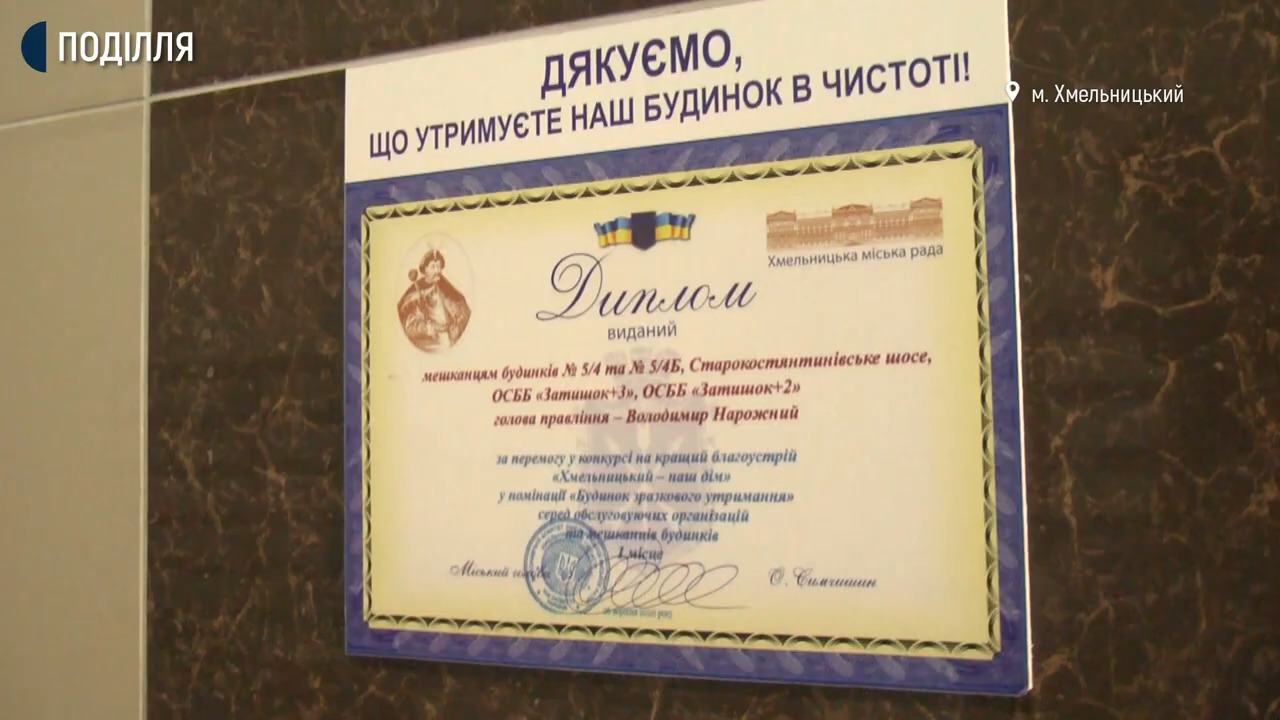 ПОДІЛЛЯ
м. Хмельницький
ДЯКУЄМО,
ЩО УТРИМУЄТЕ НАШ БУДИНОК В ЧИСТОТІ!
Хмельницька міська рада
Диплом
виданий
мешканцям будинків № 5/4 та № 5/4Б, Старокостянтинівське шосе,
ОСББ «Затишок+3», ОСББ «Затишок+2»
голова правління – Володимир Нарожний
за перемогу у конкурсі на кращий благоустрій
«Хмельницький – наш дім»
у номінації «Будинок зразкового утримання»
серед обслуговуючих організацій
та мешканців будинків
І місце
Міський голова
О. Симчишин